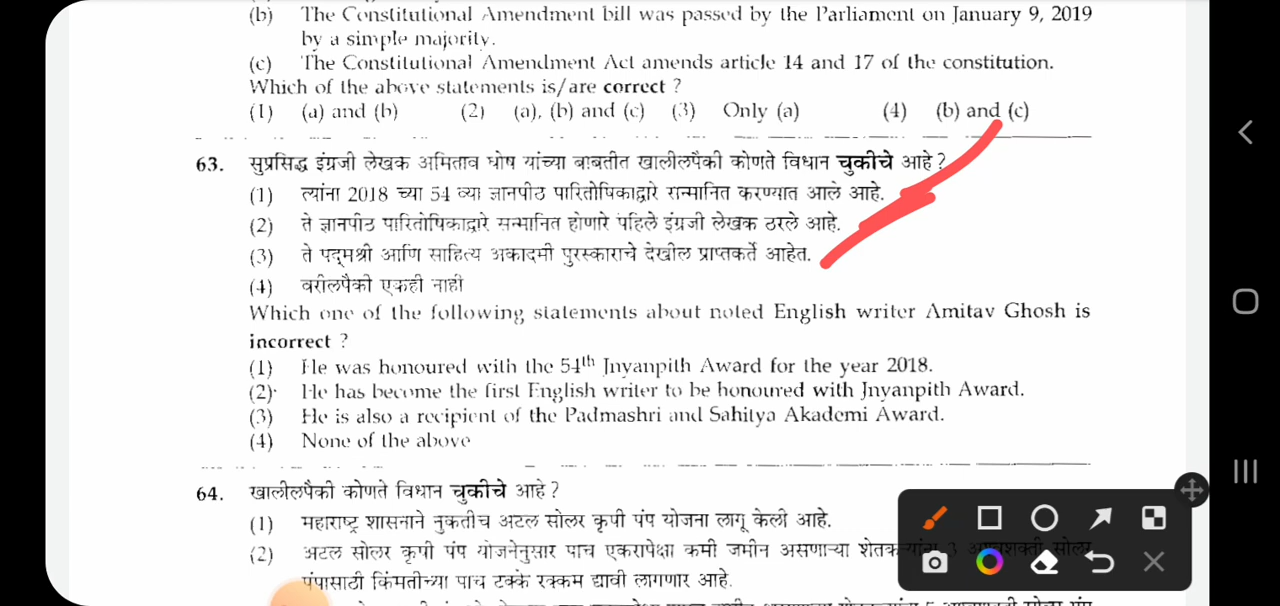 (b) The Constitutional Amendment bill was passed by the Parliament on January 9, 2019
by a simple majority.
(c) The Constitutional Amendment Act amends article 14 and 17 of the constitution.
Which of the above statements is/are correct ?
(1) (a) and (b) (2) (a), (b) and (c) (3) Only (a) (4) (b) and (c)
63. सुप्रसिद्ध इंग्रजी लेखक अमिताव घोष यांच्या बाबतीत खालीलपैकी कोणते विधान चुकीचे आहे ?
(1) त्यांना 2018 च्या 54 व्या ज्ञानपीठ पारितोषिकाद्वारे सन्मानित करण्यात आले आहे.
(2) ते ज्ञानपीठ पारितोषिकाद्वारे सन्मानित होणारे पहिले इंग्रजी लेखक ठरले आहे.
(3) ते पद्मश्री आणि साहित्य अकादमी पुरस्काराचे देखील प्राप्तकर्ते आहेत.
(4) वरीलपैकी एकही नाही
Which one of the following statements about noted English writer Amitav Ghosh is
incorrect ?
(1) He was honoured with the 54th Jnyanpith Award for the year 2018.
(2) He has become the first English writer to be honoured with Jnyanpith Award.
(3) He is also a recipient of the Padmashri and Sahitya Akademi Award.
(4) None of the above
64. खालीलपैकी कोणते विधान चुकीचे आहे ?
(1) महाराष्ट्र शासनाने नुकतीच अटल सोलर कृषी पंप योजना लागू केली आहे.
(2) अटल सोलर कृषी पंप योजनेनुसार पाच एकरापेक्षा कमी जमीन असणाऱ्या 3 सोलर
पंपासाठी किंमतीच्या पाच टक्के रक्कम द्यावी लागणार आहे.